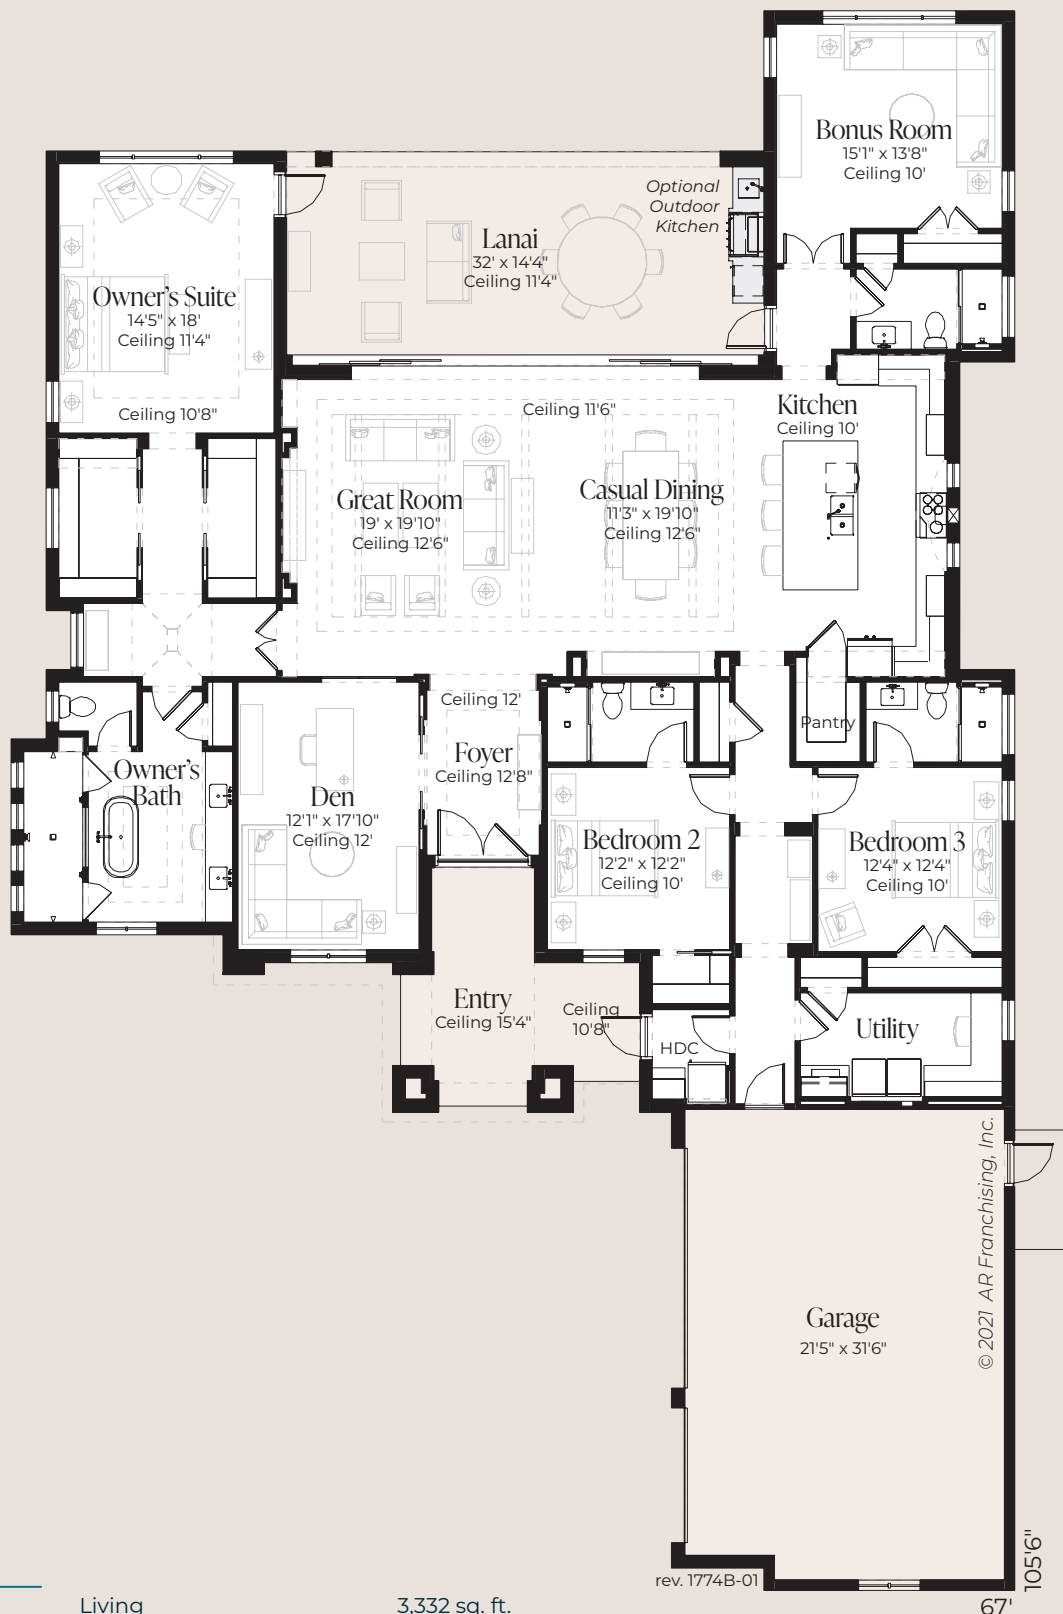 Bonus Room
15'1" x 13'8"
Ceiling 10'
Optional
Outdoor
Kitchen
Lanai
32' x 14'4"
Ceiling 11'4"
Owner's Suite
14'5" x 18'
Ceiling 11'4"
Ceiling 10'8"
Ceiling 11'6"
Kitchen
Ceiling 10'
Great Room
19' x 19'10"
Ceiling 12'6"
Casual Dining
11'3" x 19'10"
Ceiling 12'6"
Ceiling 12'
Foyer
Ceiling 12'8"
Pantry
Owner's
Bath
Den
12'1" x 17'10"
Ceiling 12'
Bedroom 2
12'2" x 12'2"
Ceiling 10'
Bedroom 3
12'4" x 12'4"
Ceiling 10'
Entry
Ceiling 15'4"
Ceiling
10'8"
HDC
Utility
Garage
21'5" x 31'6"
© 2021 AR Franchising, Inc.
rev. 1774B-01
105'6"
67'
Living 3,332 sq. ft.